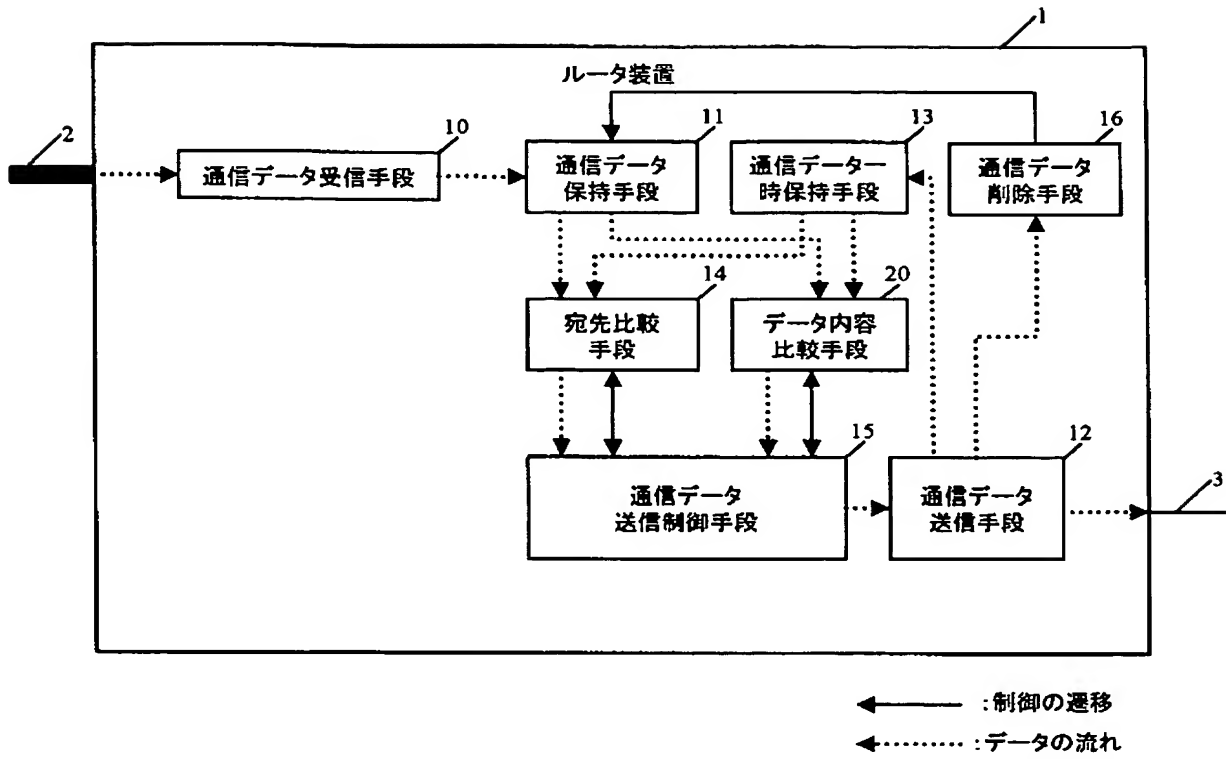 1
ルータ装置
2
10
通信データ受信手段
11
通信データ
保持手段
13
通信データ一
時保持手段
16
通信データ
削除手段
14
宛先比較
手段
20
データ内容
比較手段
15
通信データ
送信制御手段
12
通信データ
送信手段
3
:制御の遷移
:データの流れ